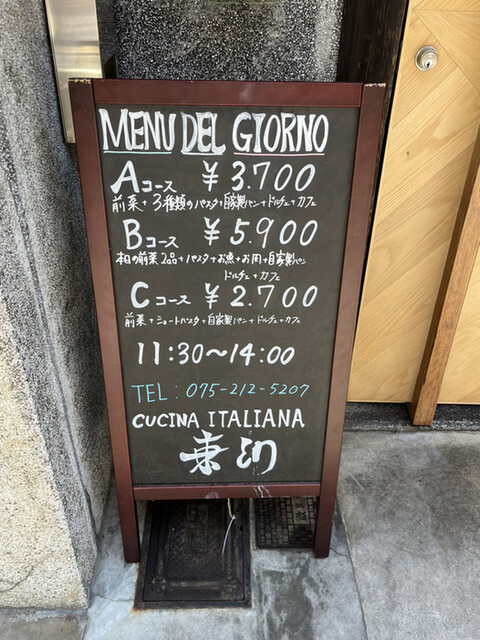 MENU DEL GIORNO
Aコース ¥3.700
前菜+3種類のパスタ+自家製パン+ドルチェ+カフェ
Bコース ¥5.900
前菜2品+パスタ+お魚+お肉+自家製パン
ドルチェ+カフェ
Cコース ¥2.700
前菜+ショートパスタ+自家製パン+ドルチェ+カフェ
11:30〜14:00
TEL:075-212-5207
CUCINA ITALIANA
東